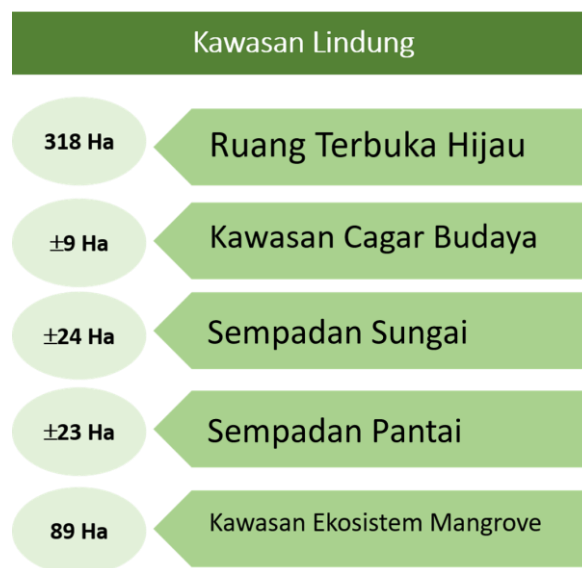 Kawasan Lindung
318 Ha
Ruang Terbuka Hijau
±9 Ha
Kawasan Cagar Budaya
±24 Ha
Sempadan Sungai
±23 Ha
Sempadan Pantai
89 Ha
Kawasan Ekosistem Mangrove